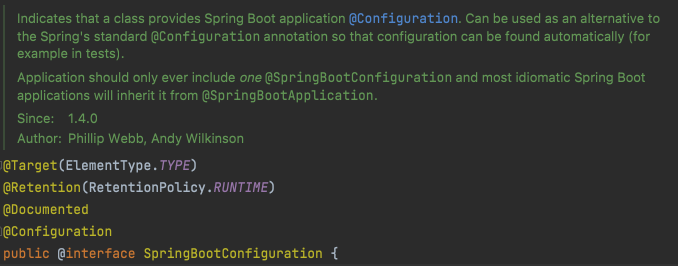 Indicates that a class provides Spring Boot application @Configuration. Can be used as an alternative to
the Spring's standard @Configuration annotation so that configuration can be found automatically (for
example in tests).
Application should only ever include one @SpringBootConfiguration and most idiomatic Spring Boot
applications will inherit it from @SpringBootApplication.
Since: 1.4.0
Author: Phillip Webb, Andy Wilkinson
@Target(ElementType.TYPE)
@Retention(RetentionPolicy.RUNTIME)
@Documented
@Configuration
public @interface SpringBootConfiguration {